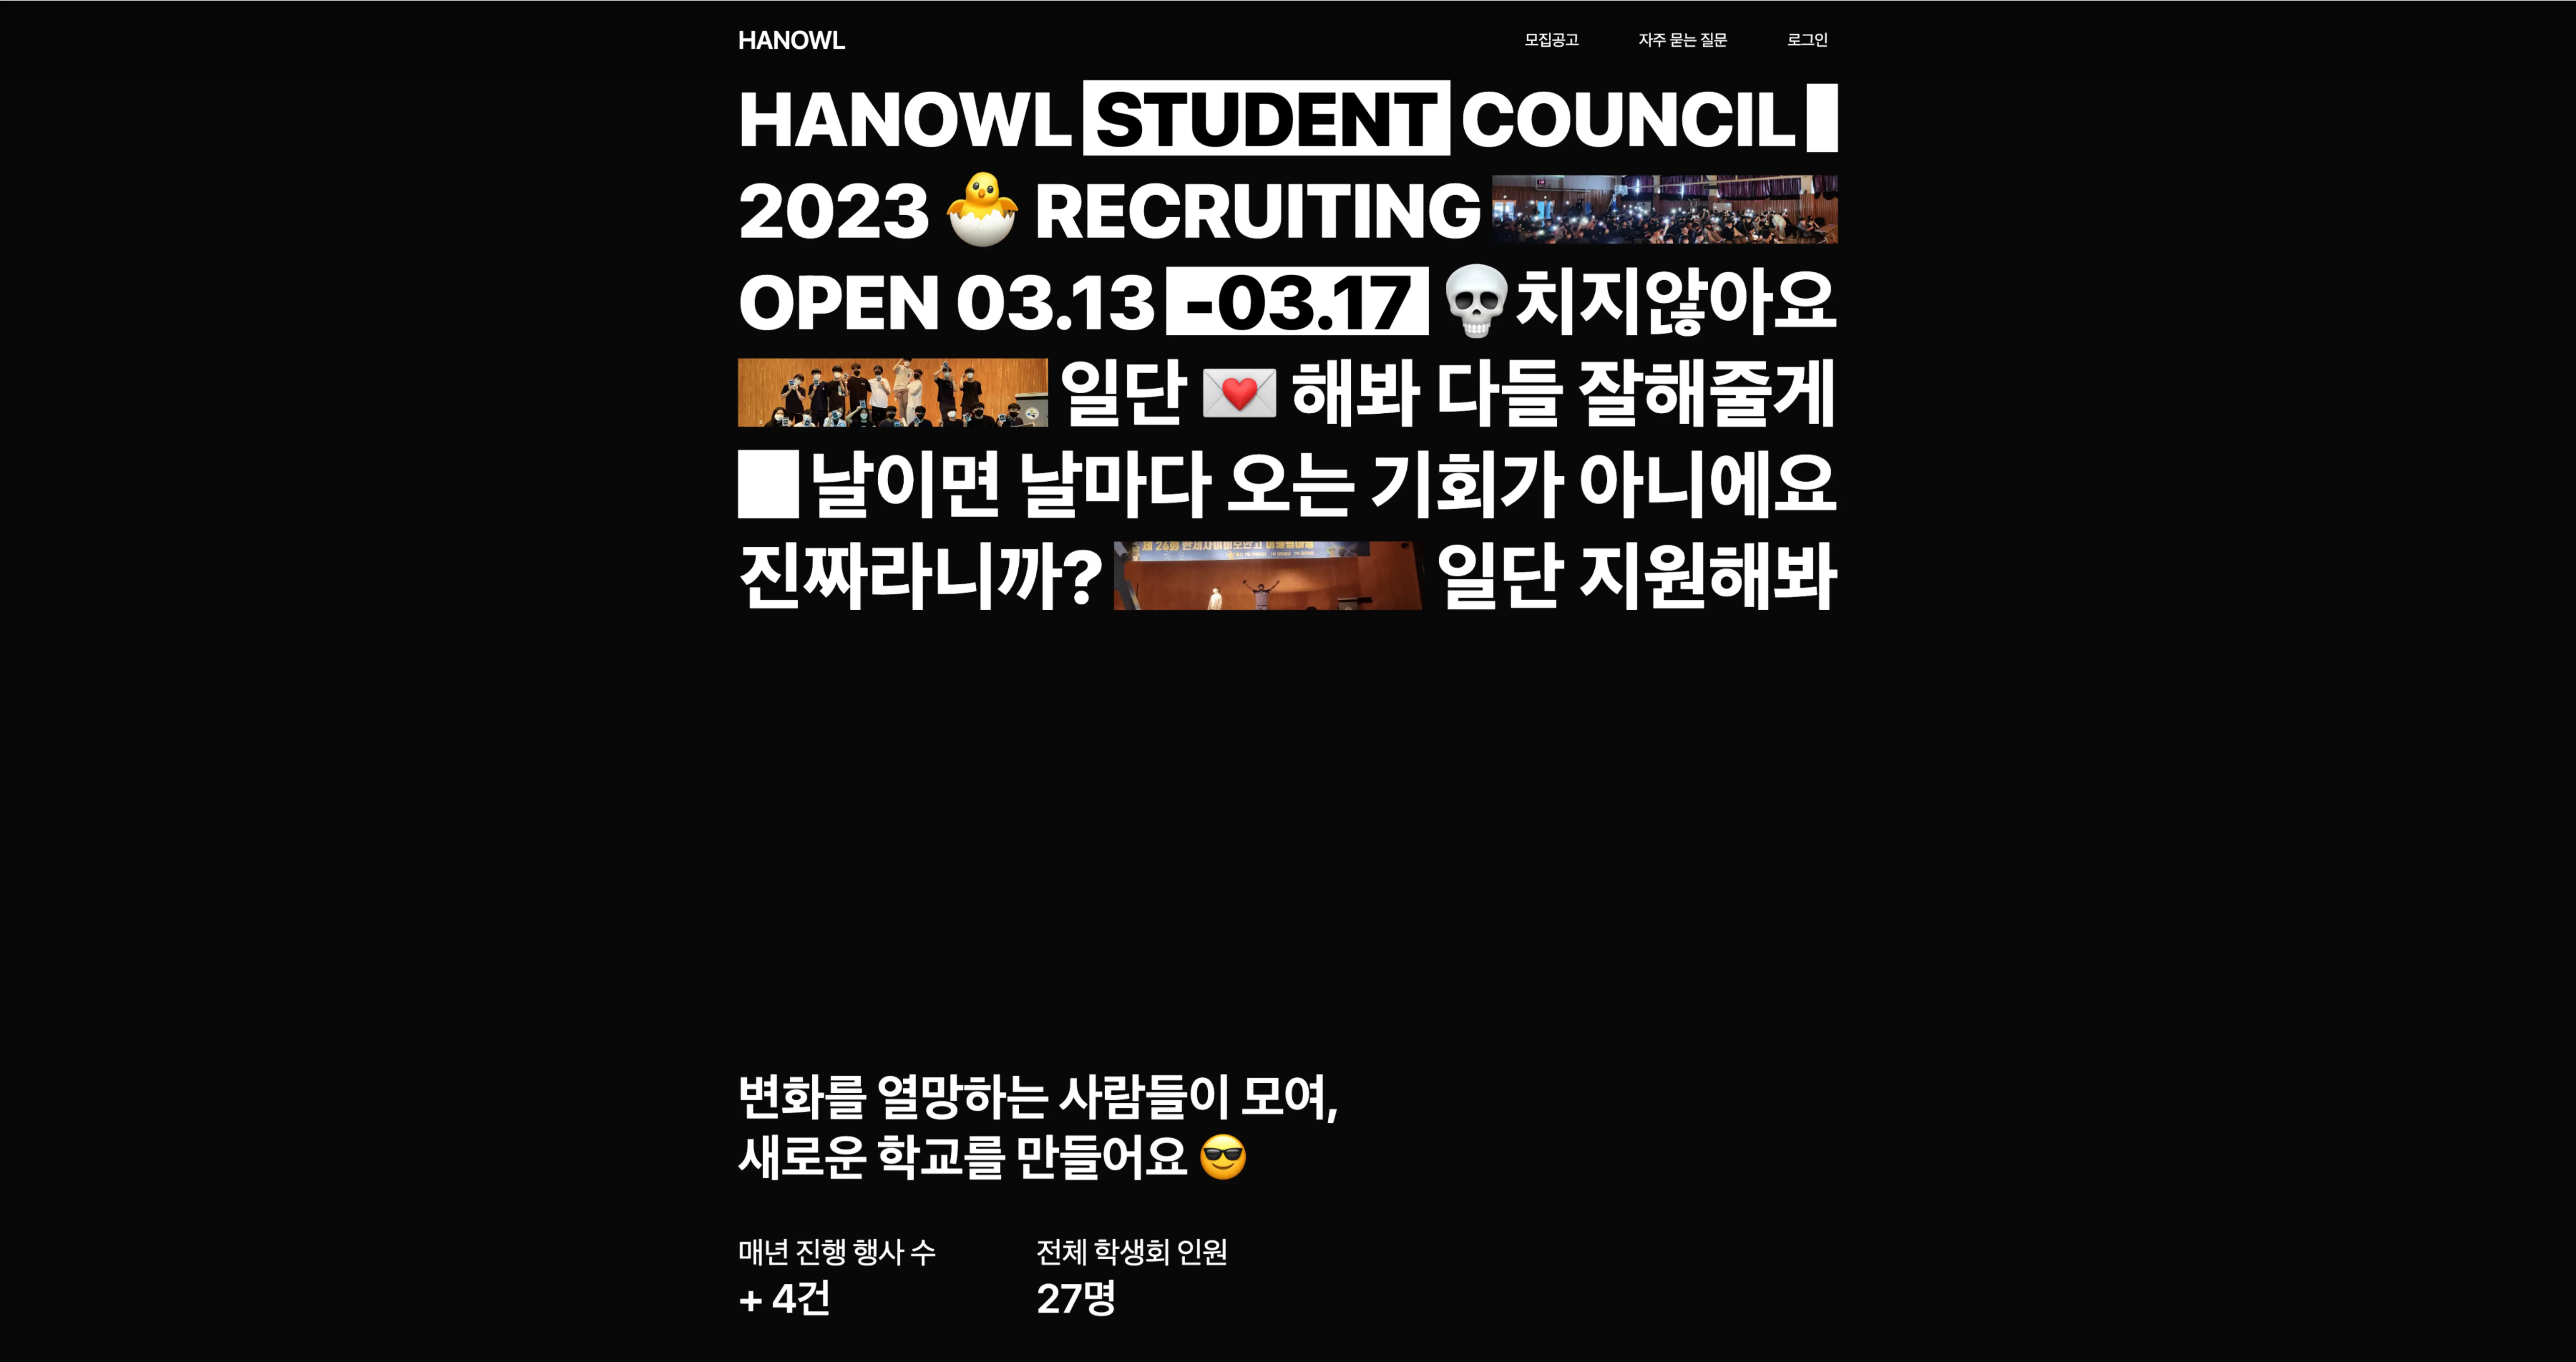 HANOWL
모집공고 자주 묻는 질문 로그인
HANOWL STUDENT COUNCIL
2023 🐣 RECRUITING
OPEN 03.13 -03.17 💀치지않아요
일단 💌 해봐 다들 잘해줄게
날이면 날마다 오는 기회가 아니에요
진짜라니까? 일단 지원해봐
변화를 열망하는 사람들이 모여,
새로운 학교를 만들어요 😎
매년 진행 행사 수
+ 4건
전체 학생회 인원
27명